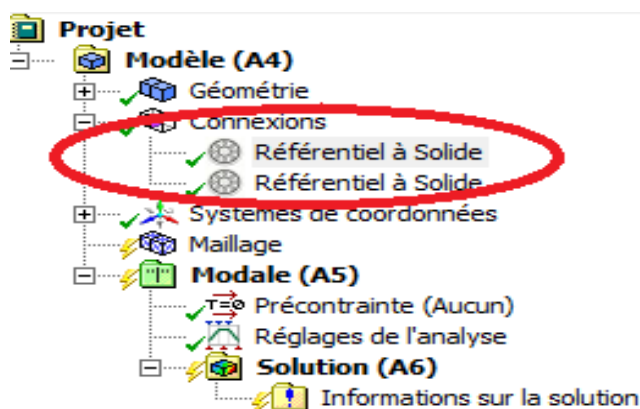 Projet
Modèle (A4)
Géométrie
Connexions
Référentiel à Solide
Référentiel à Solide
Systèmes de coordonnées
Maillage
Modale (A5)
T=0 Précontrainte (Aucun)
Réglages de l'analyse
Solution (A6)
Informations sur la solution